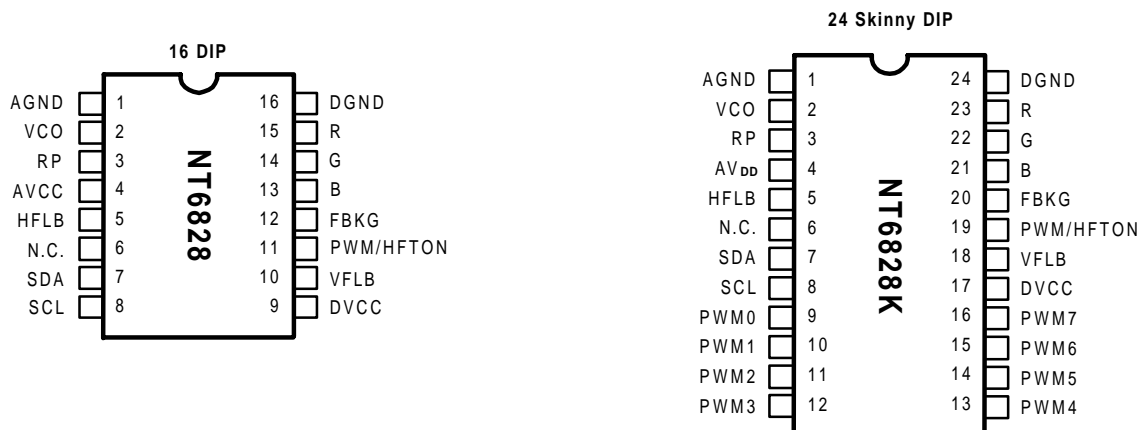 24 Skinny DIP
16 DIP
AGND 1 16 DGND
VCO 2 15 R
RP 3 14 G
AVCC 4 13 B
HFLB 5 12 FBKG
N.C. 6 11 PWM/HFTON
SDA 7 10 VFLB
SCL 8 9 DVCC
NT6828
AGND 1 24 DGND
VCO 2 23 R
RP 3 22 G
AVDD 4 21 B
HFLB 5 20 FBKG
N.C. 6 19 PWM/HFTON
SDA 7 18 VFLB
SCL 8 17 DVCC
PWM0 9 16 PWM7
PWM1 10 15 PWM6
PWM2 11 14 PWM5
PWM3 12 13 PWM4
NT6828K